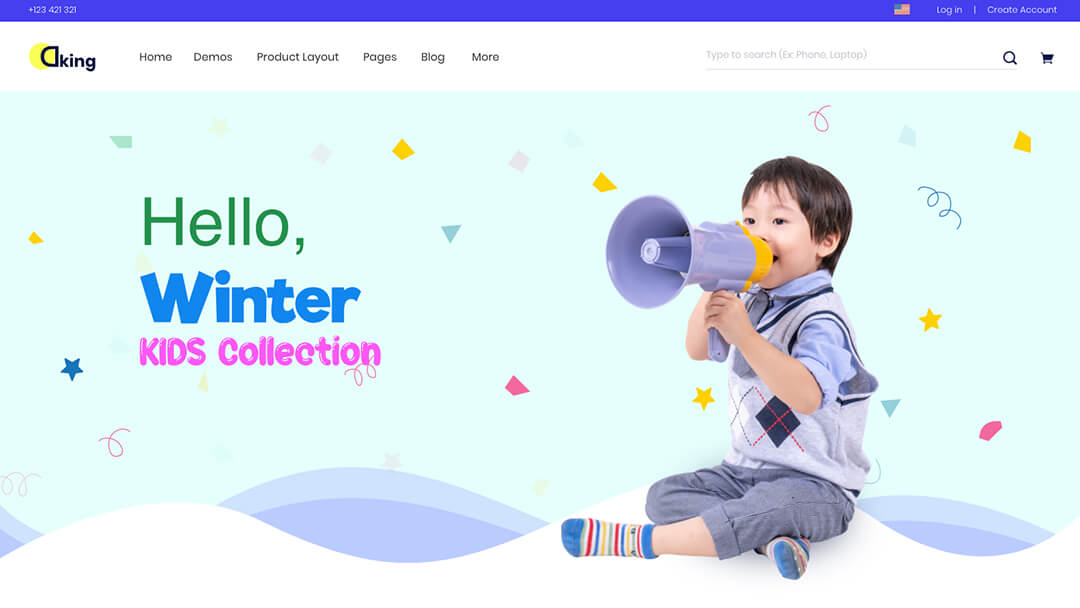 +123 421 321
Log in | Create Account
Dking
Home Demos Product Layout Pages Blog More
Type to search (Ex: Phone, Laptop)
Hello,
Winter
KIDS Collection